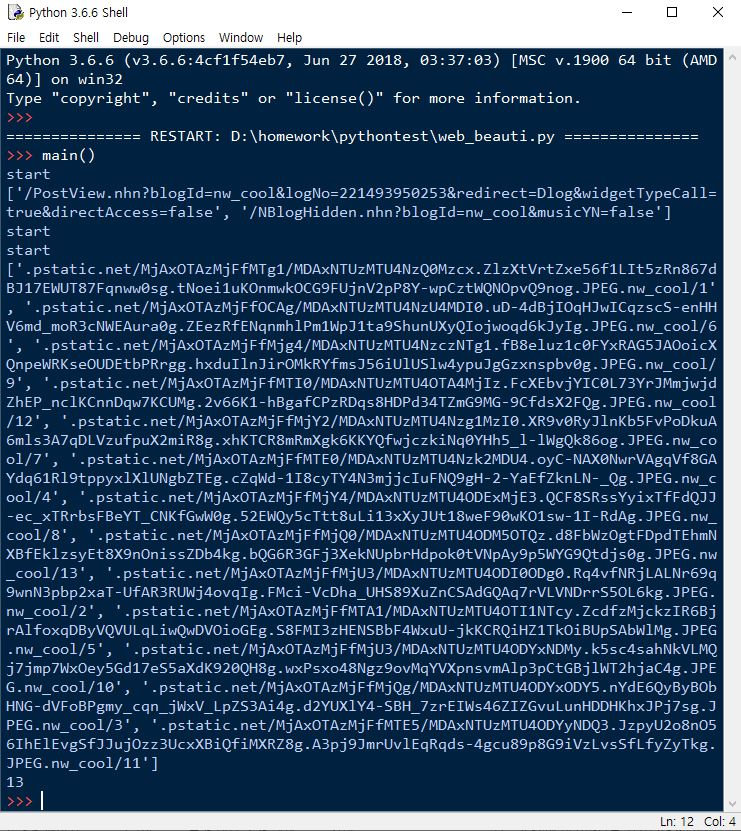 Python 3.6.6 Shell
File Edit Shell Debug Options Window Help
Python 3.6.6 (v3.6.6:4cf1f54eb7, Jun 27 2018, 03:37:03) [MSC v.1900 64 bit (AMD
64)] on win32
Type "copyright", "credits" or "license()" for more information.
>>>
=============== RESTART: D:\homework\pythontest\web_beauti.py ===============
>>> main()
start
['/PostView.nhn?blogId=nw_cool&logNo=221493950253&redirect=Dlog&widgetTypeCall=
true&directAccess=false', '/NBlogHidden.nhn?blogId=nw_cool&musicYN=false']
start
start
['.pstatic.net/MjAxOTAzMjFfMTg1/MDAxNTUzMTU4NzQ0Mzcx.ZlzXtVrtZxe56f1LIt5zRn867d
BJ17EWUT87Fqnww0sg.tNoei1uKOnmwkOCG9FUjnV2pP8Y-wpCztWQNOpvQ9nog.JPEG.nw_cool/1'
, '.pstatic.net/MjAxOTAzMjFfOCAg/MDAxNTUzMTU4NzU4MDI0.uD-4dBjIOqHJwICqzscS-enHH
V6md_moR3cNWEAura0g.ZEezRfENqnmhlPm1WpJ1ta9ShunUXyQIojwoqd6kJyIg.JPEG.nw_cool/6
', '.pstatic.net/MjAxOTAzMjFfMjg4/MDAxNTUzMTU4NzczNTg1.fB8eluz1c0FYxRAG5JAOoicX
QnpeWRKseOUDEtbPRrgg.hxduIlnJirOMkRYfmsJ56iUlUSlw4ypuJgGzxnspbv0g.JPEG.nw_cool/
9', '.pstatic.net/MjAxOTAzMjFfMTI0/MDAxNTUzMTU4OTA4MjIz.FcXEbvjYIC0L73YrJMmjwjd
ZhEP_nclKCnnDqw7KCUMg.2v66K1-hBgafCPzRDqs8HDPd34TZmG9MG-9CfdsX2FQg.JPEG.nw_cool
/12', '.pstatic.net/MjAxOTAzMjFfMjY2/MDAxNTUzMTU4Nzg1MzI0.XR9v0RyJlnKb5FvPoDkuA
6mls3A7qDLVzufpuX2miR8g.xhKTCR8mRmXgk6KKYQfwjczkiNq0YHh5_l-lWgQk86og.JPEG.nw_co
ol/7', '.pstatic.net/MjAxOTAzMjFfMTE0/MDAxNTUzMTU4Nzk2MDU4.oyC-NAX0NwrVAgqVf8GA
Ydq61Rl9tppyxlXlUNgbZTEg.cZqWd-1I8cyTY4N3mjjcIuFNQ9gH-2-YaEfZknLN-_Qg.JPEG.nw_c
ool/4', '.pstatic.net/MjAxOTAzMjFfMjY4/MDAxNTUzMTU4ODExMjE3.QCF8SRssYyixTfFdQJJ
-ec_xTRrbsFBeYT_CNKfGwW0g.52EWQy5cTtt8uLi13xXyJUt18weF90wKO1sw-1I-RdAg.JPEG.nw_
cool/8', '.pstatic.net/MjAxOTAzMjFfMjQ0/MDAxNTUzMTU4ODM5OTQz.d8FbWzOgtFDpdTEhmN
XBfEklzsyEt8X9nOnissZDb4kg.bQG6R3GFj3XekNUpbrHdpok0tVNpAy9p5WYG9Qtdjs0g.JPEG.nw
_cool/13', '.pstatic.net/MjAxOTAzMjFfMjU3/MDAxNTUzMTU4ODI0ODg0.Rq4vfNRjLALNr69q
9wnN3pbp2xaT-UfAR3RUWj4ovqIg.FMci-VcDha_UHS89XuZnCSAdGQAq7rVLVNDrrS5OL6kg.JPEG.
nw_cool/2', '.pstatic.net/MjAxOTAzMjFfMTA1/MDAxNTUzMTU4OTI1NTcy.ZcdfzMjckzIR6Bj
rAlfoxqDByVQVULqLiwQwDVOioGEg.S8FMI3zHENSBbF4WxuU-jkKCRQiHZ1TkOiBUpSAbWlMg.JPEG
.nw_cool/5', '.pstatic.net/MjAxOTAzMjFfMjU3/MDAxNTUzMTU4ODYxNDMy.k5sc4sahNkVLMQ
j7jmp7WxOey5Gd17eS5aXdK920QH8g.wxPsxo48Ngz9ovMqYVXpnsvmAlp3pCtGBjlWT2hjaC4g.JPE
G.nw_cool/10', '.pstatic.net/MjAxOTAzMjFfMjQg/MDAxNTUzMTU4ODYxODY5.nYdE6QyByBOb
HNG-dVFoBPgmy_cqn_jWxV_LpZS3Ai4g.d2YUXlY4-SBH_7zrEIWs46ZIZGvuLunHDDHKhxJPj7sg.J
PEG.nw_cool/3', '.pstatic.net/MjAxOTAzMjFfMTE5/MDAxNTUzMTU4ODYyNDQ3.JzpyU2o8nO5
6IhElEvgSfJJujOzz3UcxXBiQfiMXRZ8g.A3pj9JmrUvlEqRqds-4gcu89p8G9iVzLvsSfLfyZyTkg.
JPEG.nw_cool/11']
13
>>>
Ln: 12 Col: 4